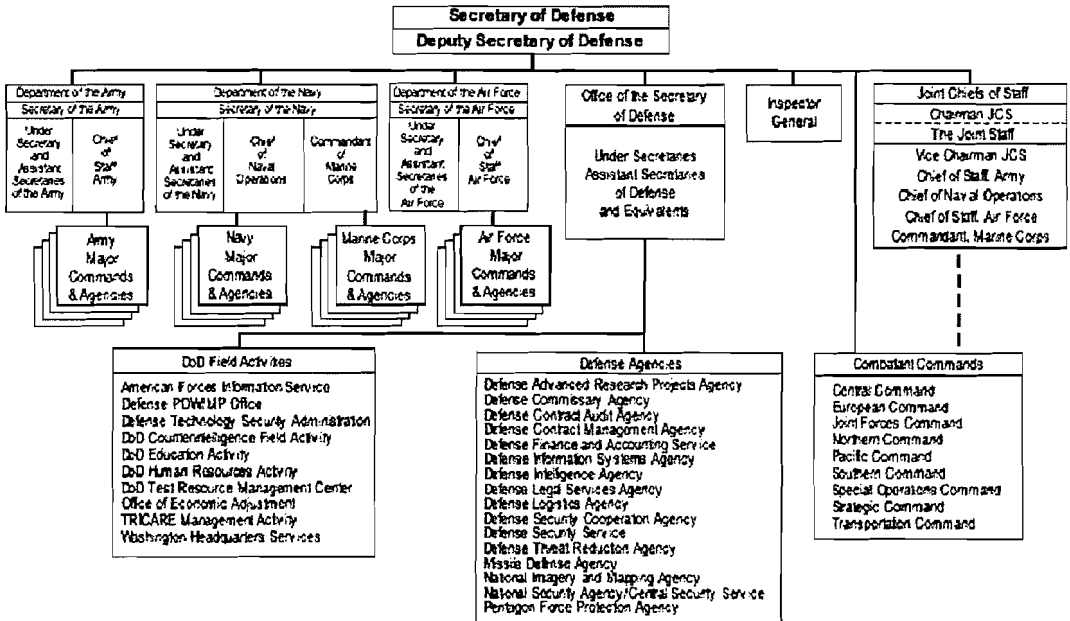 Secretary of Defense
Deputy Secretary of Defense
Department of the Army
Secretary of the Army
Under
Secretary
and
Assistant
Secretaries
of the Army
Chief
of
Staff
Army
Department of the Navy
Secretary of the Navy
Under
Secretary
and
Assistant
Secretaries
of the Navy
Chief
of
Naval
Operations
Commandant
of
Marine
Corps
Department of the Air Force
Secretary of the Air Force
Under
Secretary
and
Assistant
Secretaries
of the
Air Force
Chief
of
Staff
Air Force
Office of the Secretary
of Defense
Under Secretaries
Assistant Secretaries
of Defense
and Equivalents
Inspector
General
Joint Chiefs of Staff
Chairman JCS
The Joint Staff
Vice Chairman JCS
Chief of Staff, Army
Chief of Naval Operations
Chief of Staff, Air Force
Commandant, Marine Corps
Army
Major
Commands
& Agencies
Navy
Major
Commands
& Agencies
Marine Corps
Major
Commands
& Agencies
Air Force
Major
Commands
& Agencies
DoD Field Activities
American Forces Information Service
Defense POW/MP Office
Defense Technology Security Administration
DoD Counterintelligence Field Activity
DoD Education Activity
DoD Human Resources Activity
DoD Test Resource Management Center
Office of Economic Adjustment
TRICARE Management Activity
Washington Headquarters Services
Defense Agencies
Defense Advanced Research Projects Agency
Defense Commissary Agency
Defense Contract Audit Agency
Defense Contract Management Agency
Defense Finance and Accounting Service
Defense Information Systems Agency
Defense Intelligence Agency
Defense Legal Services Agency
Defense Logistics Agency
Defense Security Cooperation Agency
Defense Security Service
Defense Threat Reduction Agency
Missile Defense Agency
National Imagery and Mapping Agency
National Security Agency/Central Security Service
Pentagon Force Protection Agency
Combatant Commands
Central Command
European Command
Joint Forces Command
Northern Command
Pacific Command
Southern Command
Special Operations Command
Strategic Command
Transportation Command